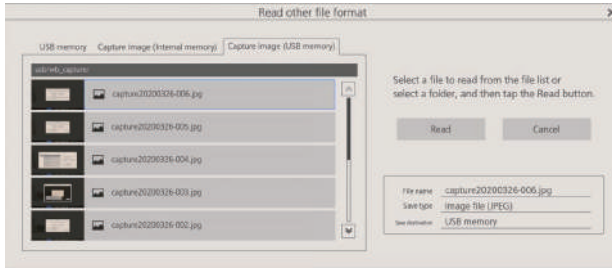 Read other file format
USB memory
Capture image (Internal memory)
Capture image (USB memory)
capture20200326-006.jpg
capture20200326-005.jpg
capture20200326-004.jpg
capture20200326-003.jpg
capture20200326-002.jpg
Select a file to read from the file list or
select a folder, and then tap the Read button.
Read
Cancel
File name capture20200326-006.jpg
Save type Image file (JPEG)
Save destination USB memory